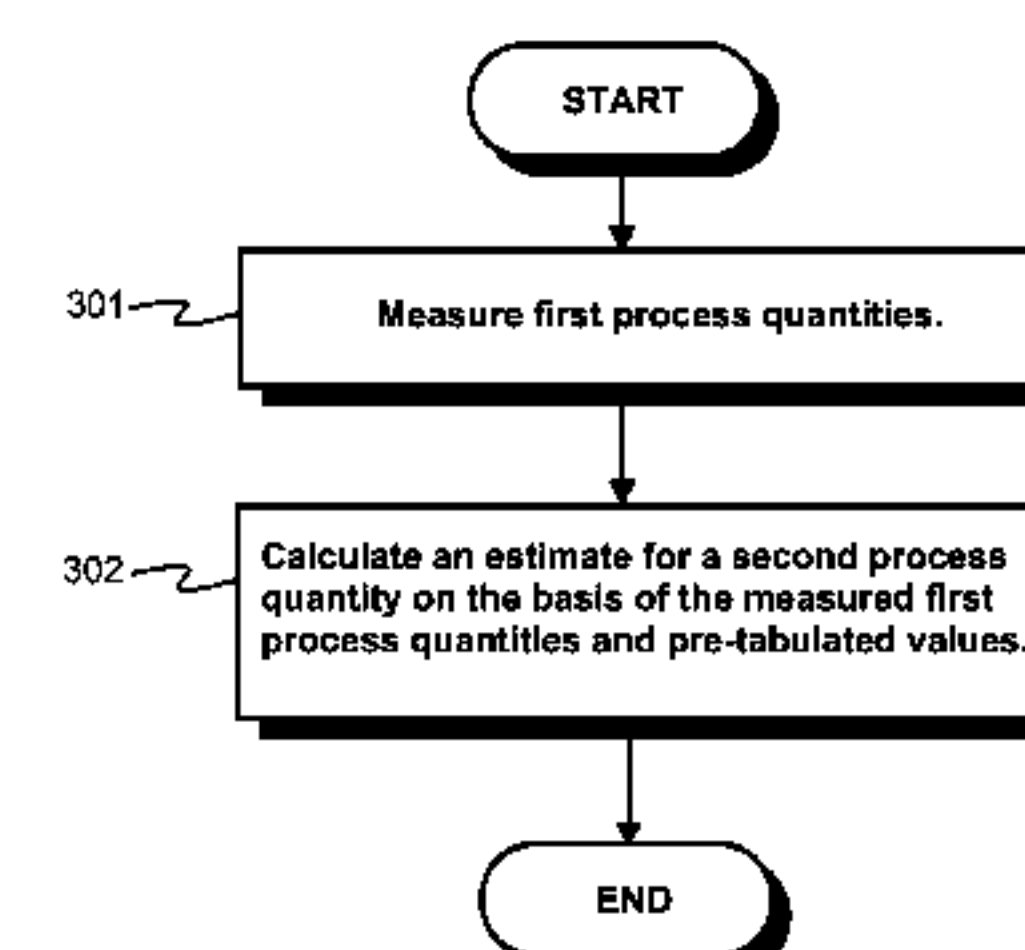 START
301
Measure first process quantities.
302
Calculate an estimate for a second process
quantity on the basis of the measured first
process quantities and pre-tabulated values.
END